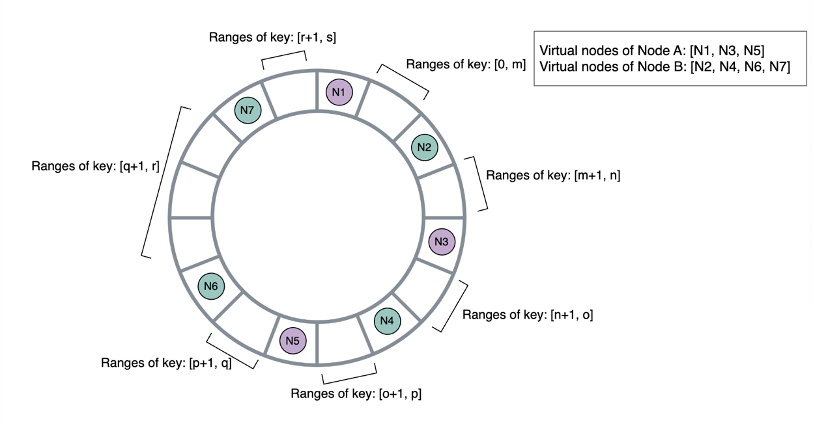 Ranges of key: [r+1, s]
Ranges of key: [0, m]
Virtual nodes of Node A: [N1, N3, N5]
Virtual nodes of Node B: [N2, N4, N6, N7]
N1
N7
N2
Ranges of key: [q+1, r]
Ranges of key: [m+1, n]
N3
N6
Ranges of key: [n+1, o]
N4
N5
Ranges of key: [p+1, q]
Ranges of key: [o+1, p]